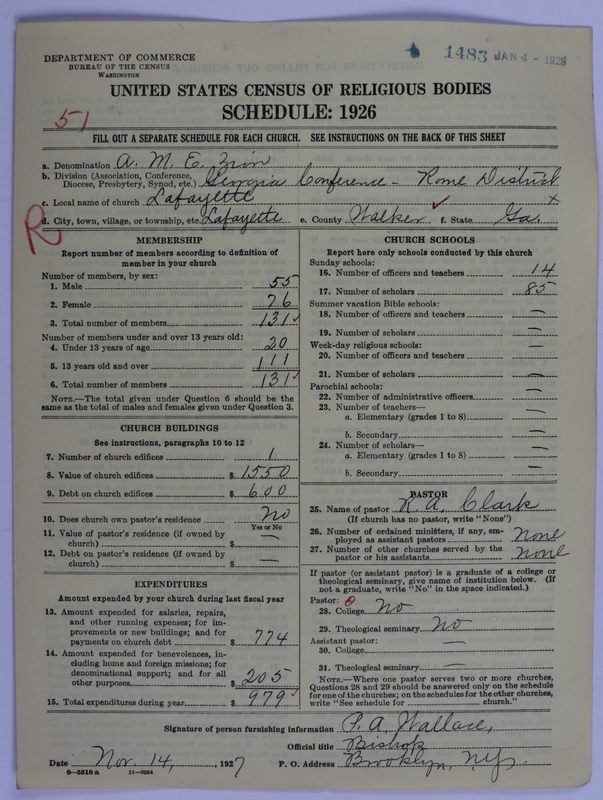 1483 JAN 4 - 1928
DEPARTMENT OF COMMERCE
BUREAU OF THE CENSUS
WASHINGTON
UNITED STATES CENSUS OF RELIGIOUS BODIES
SCHEDULE: 1926
51
FILL OUT A SEPARATE SCHEDULE FOR EACH CHURCH. SEE INSTRUCTIONS ON THE BACK OF THIS SHEET
a. Denomination A. M. E. Zion
b. Division (Association, Conference, Diocese, Presbytery, Synod, etc.) Georgia Conference - Rome District
c. Local name of church Lafayette x
d. City, town, village, or township, etc. Lafayette e. County Walker ✓ f. State Ga.
R
MEMBERSHIP
Report number of members according to definition of
member in your church
Number of members, by sex:
1. Male 55
2. Female 76
3. Total number of members 131 ✓
Number of members under and over 13 years old:
4. Under 13 years of age 20
5. 13 years old and over 111
6. Total number of members 131 ✓
NOTE.—The total given under Question 6 should be the
same as the total of males and females given under Question 3.
CHURCH BUILDINGS
See instructions, paragraphs 10 to 12
7. Number of church edifices 1
8. Value of church edifices $ 1550
9. Debt on church edifices $ 600
10. Does church own pastor's residence No
Yes or No
11. Value of pastor's residence (if owned by
church) $ —
12. Debt on pastor's residence (if owned by
church) $ —
EXPENDITURES
Amount expended by your church during last fiscal year
13. Amount expended for salaries, repairs,
and other running expenses; for im-
provements or new buildings; and for
payments on church debt $ 774
14. Amount expended for benevolences, in-
cluding home and foreign missions; for
denominational support; and for all
other purposes $ 205
15. Total expenditures during year $ 979 ✓
CHURCH SCHOOLS
Report here only schools conducted by this church
Sunday schools:
16. Number of officers and teachers 14
17. Number of scholars 85
Summer vacation Bible schools:
18. Number of officers and teachers —
19. Number of scholars —
Week-day religious schools: —
20. Number of officers and teachers
21. Number of scholars —
Parochial schools:
22. Number of administrative officers —
23. Number of teachers—
a. Elementary (grades 1 to 8) —
b. Secondary —
24. Number of scholars—
a. Elementary (grades 1 to 8) —
b. Secondary —
PASTOR
25. Name of pastor R. A. Clark
(If church has no pastor, write "None")
26. Number of ordained ministers, if any, em-
ployed as assistant pastors none
27. Number of other churches served by the
pastor or his assistants none
If pastor (or assistant pastor) is a graduate of a college or
theological seminary, give name of institution below. (If
not a graduate, write "No" in the space indicated.)
Pastor: 0
28. College No
29. Theological seminary No
Assistant pastor: —
30. College
31. Theological seminary —
NOTE.—Where one pastor serves two or more churches,
Questions 28 and 29 should be answered only on the schedule
for one of the churches; on the schedules for the other churches,
write "See schedule for church."
Signature of person furnishing information P. A. Wallace,
Official title Bishop
Date Nov. 14, , 1927 P. O. Address Brooklyn, N.Y.
8—5518a 11—9064